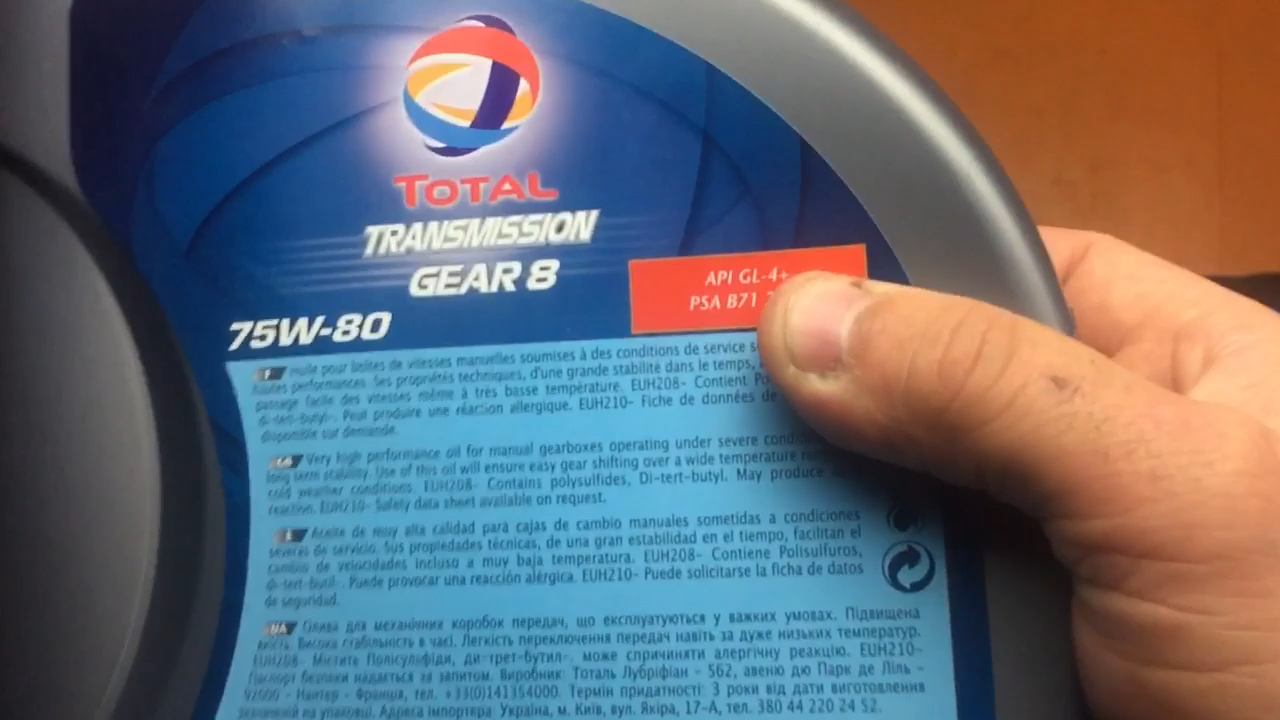 TOTAL
TRANSMISSION
GEAR 8
API GL-4+
PSA B71
75W-80
F Huile pour boîtes de vitesses manuelles soumises à des conditions de service
hautes performances. Ses propriétés techniques, d'une grande stabilité dans le temps,
passage facile des vitesses même à très basse température. EUH208- Contient
di-tert-butyl-. Peut produire une réaction allergique. EUH210- Fiche de données de
disponible sur demande.
GB Very high performance oil for manual gearboxes operating under severe
long term stability. Use of this oil will ensure easy gear shifting over a wide temperature
cold weather conditions. EUH208- Contains polysulfides, Di-tert-butyl. May produce
reaction. EUH210- Safety data sheet available on request.
E Aceite de muy alta calidad para cajas de cambio manuales sometidas a condiciones
severas de servicio. Sus propiedades técnicas, de una gran estabilidad en el tiempo, facilitan el
cambio de velocidades incluso a muy baja temperatura. EUH208- Contiene Polisulfuros,
di-tert-butil-. Puede provocar una reacción alérgica. EUH210- Puede solicitarse la ficha de datos
de seguridad.
UA Олива для механічних коробок передач, що експлуатуються у важких умовах. Підвищена
якість. Висока стабільність в часі. Легкість переключення передач навіть за дуже низьких температур.
EUH208- Містить Полісульфіди, ди-трет-бутил-. може спричиняти алергічну реакцію. EUH210-
Паспорт безпеки надається за запитом. Виробник: Тоталь Лубріфіан - 562, авеню дю Парк де Ліль -
92000 - Нантер - Франція, тел. +33(0)141354000. Термін придатності: 3 роки від дати виготовлення
зазначеній на упаковці. Адреса імпортера: Україна, м. Київ, вул. Якіра, 17-А, тел. 380 44 220 24 52.